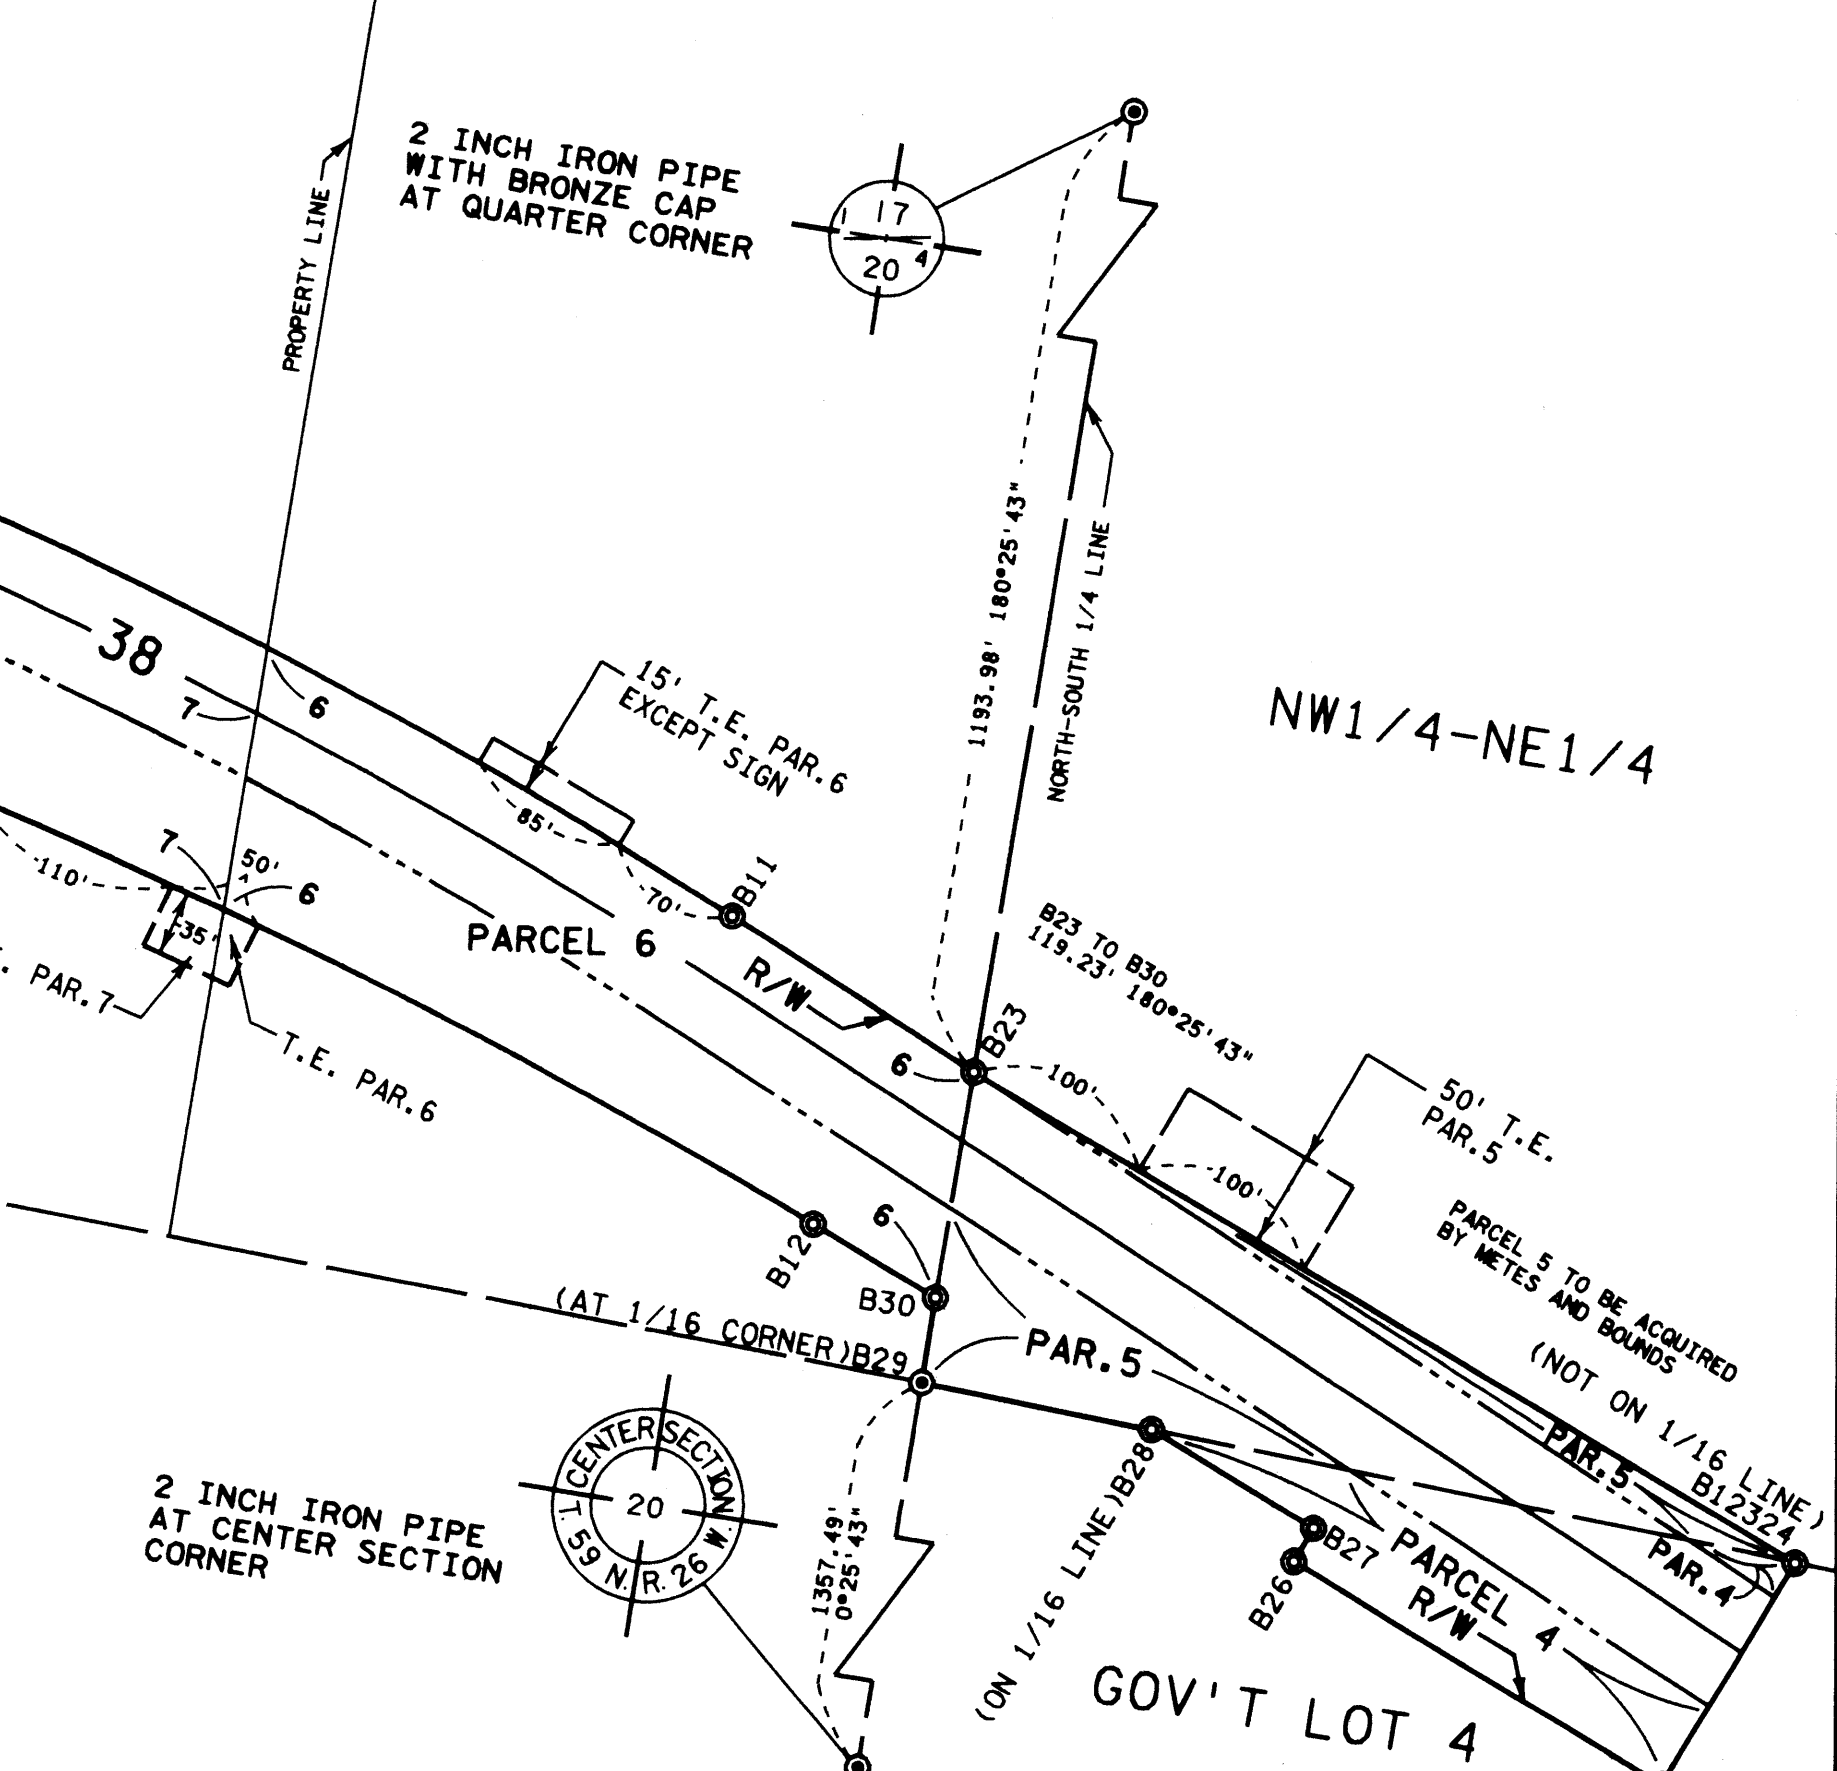 2 INCH IRON PIPE
WITH BRONZE CAP
AT QUARTER CORNER
17
20 4
PROPERTY LINE
1193.98' 180°25'43"
NORTH-SOUTH 1/4 LINE
NW1/4-NE1/4
38
7
6
15' T.E. PAR.6
EXCEPT SIGN
85'
70'
B11
7
50'
6
110'
35'
. PAR.7
T.E. PAR.6
PARCEL 6
R/W
B23
6
B23 TO B30
119.23' 180°25'43"
100'
100'
50' T.E.
PAR.5
PARCEL 5 TO BE ACQUIRED
BY METES AND BOUNDS
(NOT ON 1/16 LINE)
B12324
B12
6
B30
(AT 1/16 CORNER)B29
PAR.5
PAR.5
PAR.4
(ON 1/16 LINE)B28
B27
B26
PARCEL 4
R/W
2 INCH IRON PIPE
AT CENTER SECTION
CORNER
CENTER SECTION
20
T. 59 N. R. 26 W.
1357.49'
0°25'43"
GOV'T LOT 4